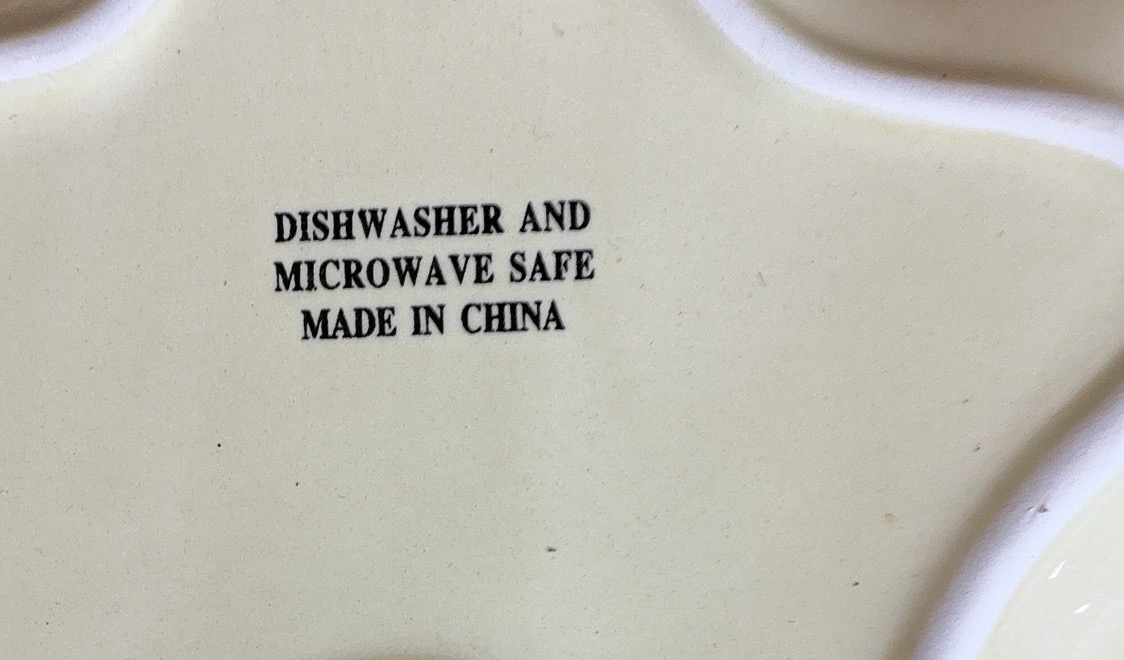 DISHWASHER AND
MICROWAVE SAFE
MADE IN CHINA